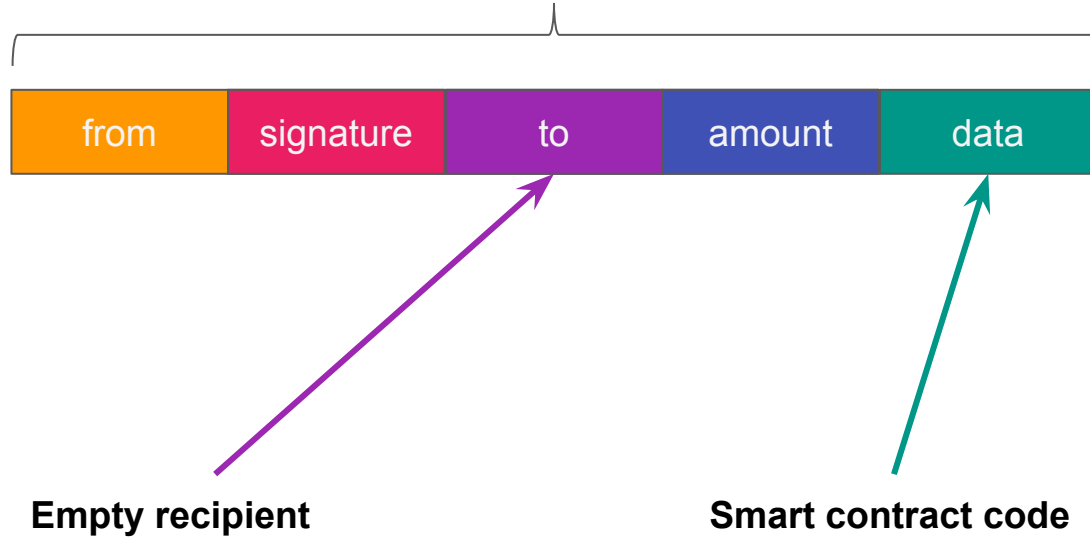 from signature to amount data
Empty recipient Smart contract code